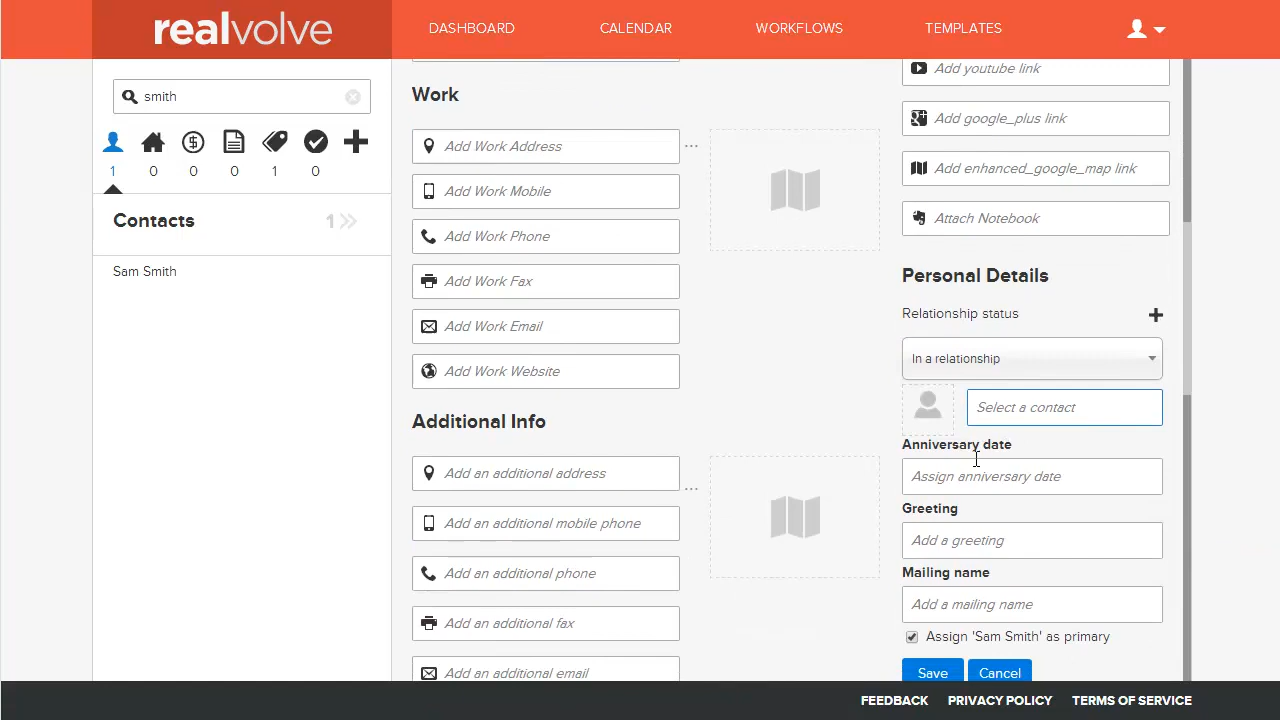 realvolve
DASHBOARD
CALENDAR
WORKFLOWS
TEMPLATES
smith
1
0
0
0
1
0
Contacts
1
Sam Smith
Work
Add Work Address
...
Add Work Mobile
Add Work Phone
Add Work Fax
Add Work Email
Add Work Website
Additional Info
Add an additional address
...
Add an additional mobile phone
Add an additional phone
Add an additional fax
Add an additional email
Add youtube link
Add google_plus link
Add enhanced_google_map link
Attach Notebook
Personal Details
Relationship status
In a relationship
Select a contact
Anniversary date
Assign anniversary date
Greeting
Add a greeting
Mailing name
Add a mailing name
Assign 'Sam Smith' as primary
Save
Cancel
FEEDBACK
PRIVACY POLICY
TERMS OF SERVICE